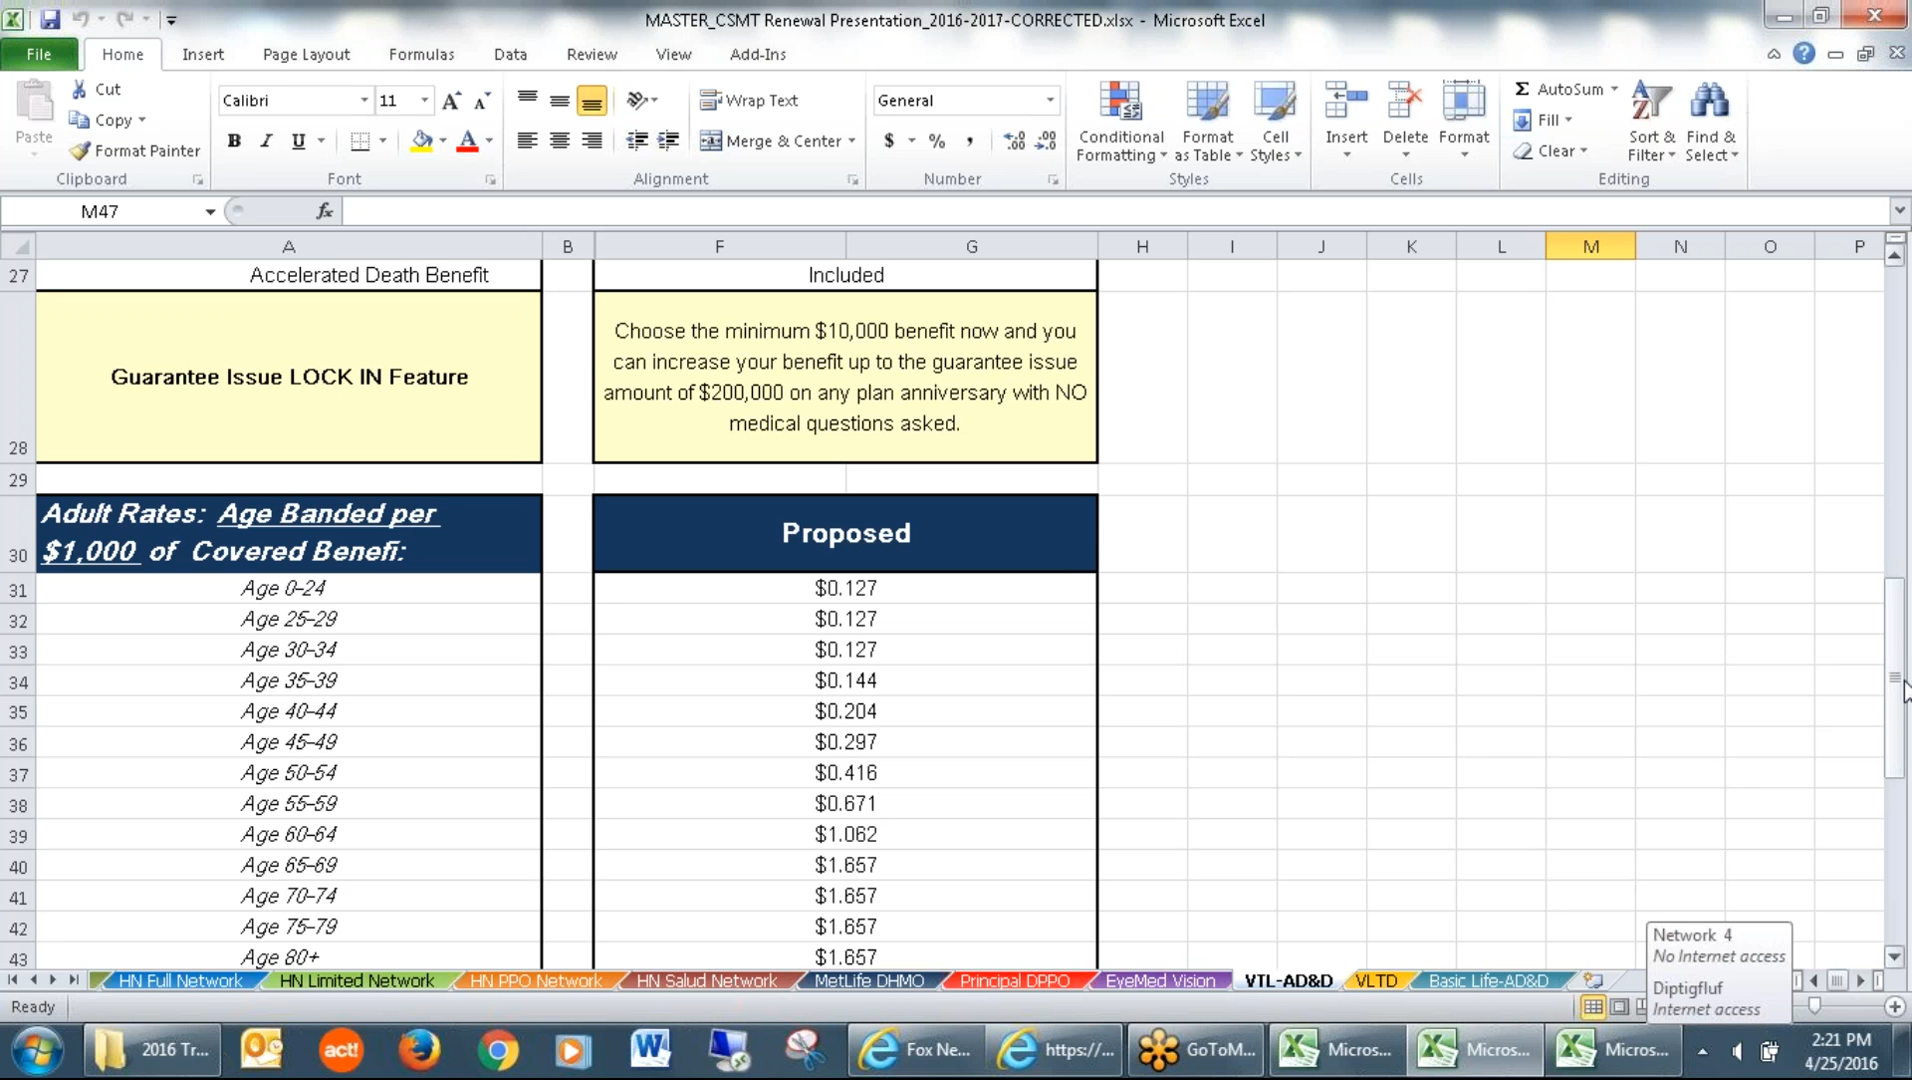 MASTER_CSMT Renewal Presentation_2016-2017-CORRECTED.xlsx - Microsoft Excel
File Home Insert Page Layout Formulas Data Review View Add-Ins
Paste
Cut
Copy
Format Painter
Clipboard
Calibri 11
B I U
Font
Wrap Text
Merge & Center
Alignment
General
$ % ,
Number
Conditional Formatting
Format as Table
Cell Styles
Styles
Insert Delete Format
Cells
Σ AutoSum
Fill
Clear
Sort & Filter
Find & Select
Editing
M47 fx
A B F G H I J K L M N O P
27 Accelerated Death Benefit Included
28 Guarantee Issue LOCK IN Feature
Choose the minimum $10,000 benefit now and you
can increase your benefit up to the guarantee issue
amount of $200,000 on any plan anniversary with NO
medical questions asked.
29
30 Adult Rates: Age Banded per
$1,000 of Covered Benefi:
Proposed
31 Age 0-24 $0.127
32 Age 25-29 $0.127
33 Age 30-34 $0.127
34 Age 35-39 $0.144
35 Age 40-44 $0.204
36 Age 45-49 $0.297
37 Age 50-54 $0.416
38 Age 55-59 $0.671
39 Age 60-64 $1.062
40 Age 65-69 $1.657
41 Age 70-74 $1.657
42 Age 75-79 $1.657
43 Age 80+ $1.657
Network 4
No Internet access
Diptigfluf
Internet access
HN Full Network HN Limited Network HN PPO Network HN Salud Network MetLife DHMO Principal DPPO EyeMed Vision VTL-AD&D VLTD Basic Life-AD&D
Ready
2016 Tr... act! Fox Ne... https://... GoToM... Micros... Micros... Micros...
2:21 PM
4/25/2016